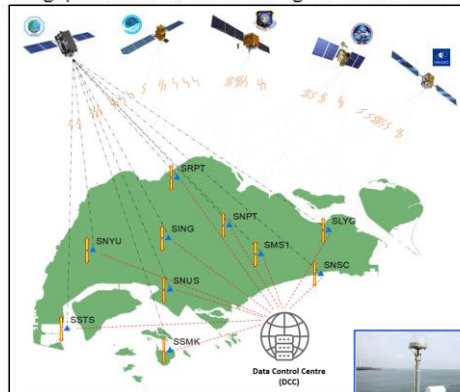 SRPT
SING
SNPT
SLYG
SNYU
SMS1
SNSC
SNUS
SSTS
SSMK
Data Control Centre
(DCC)